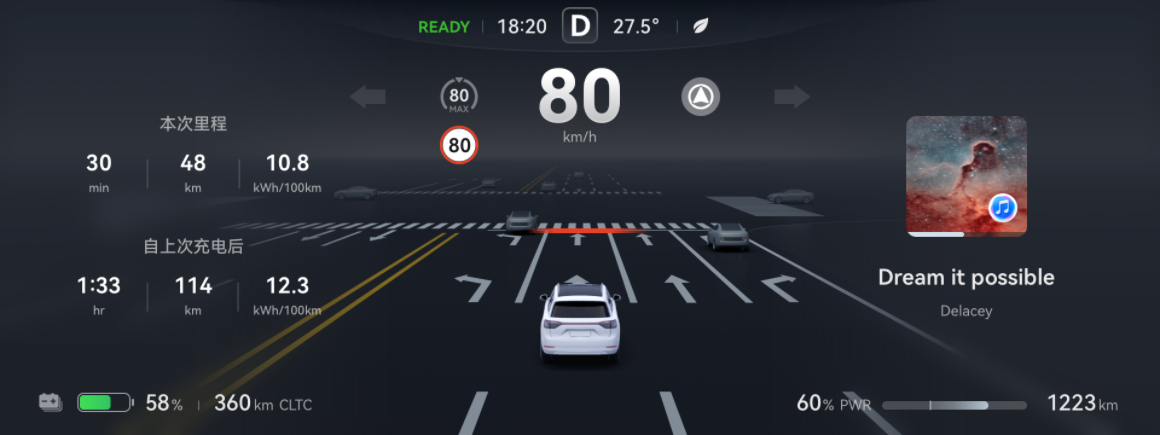 READY 18:20 D 27.5°
80 MAX
80
km/h
80
本次里程
30 min 48 km 10.8 kWh/100km
自上次充电后
1:33 hr 114 km 12.3 kWh/100km
Dream it possible
Delacey
58% 360 km CLTC
60% PWR 1223 km